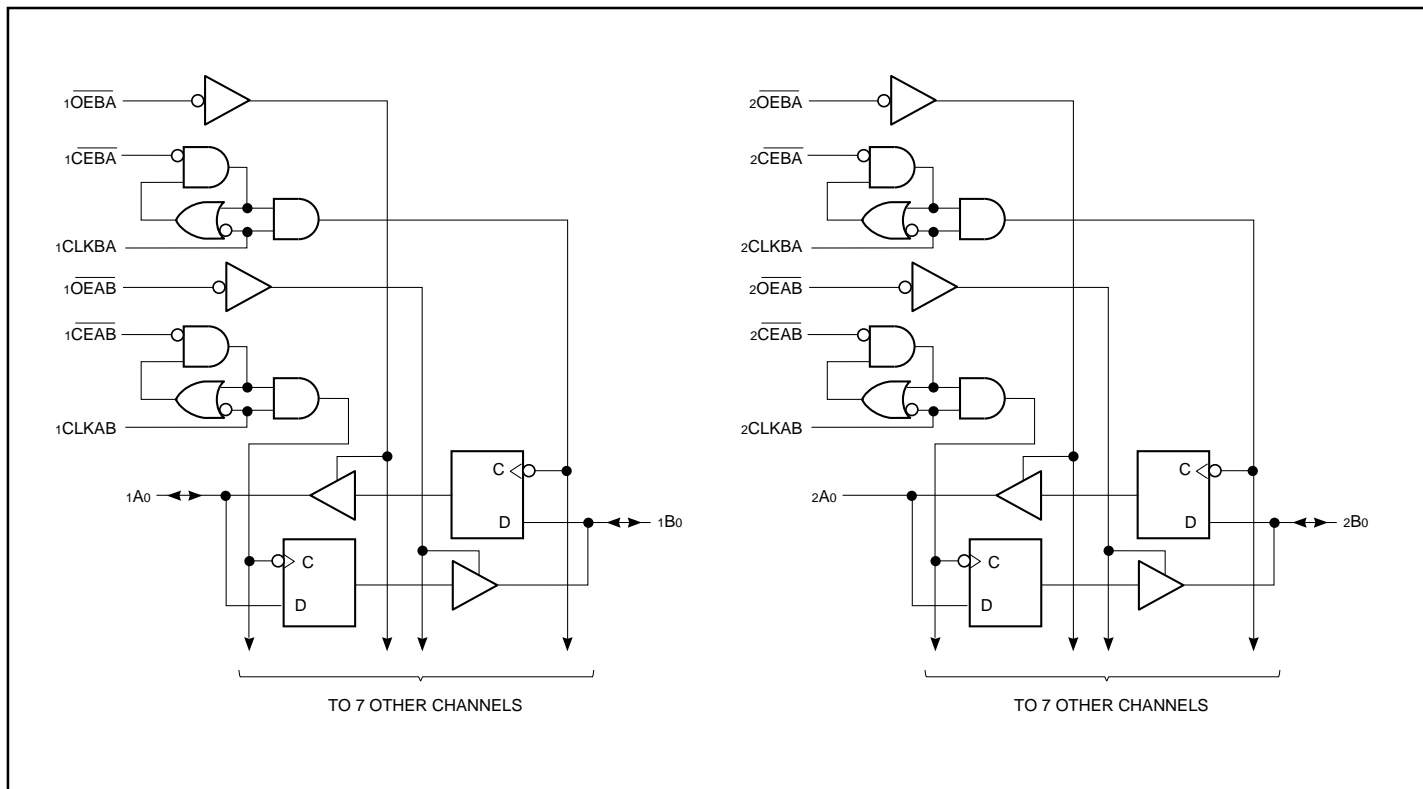 1OEBA
1CEBA
1CLKBA
1OEAB
1CEAB
1CLKAB
C
1A0
D
1B0
C
D
TO 7 OTHER CHANNELS
2OEBA
2CEBA
2CLKBA
2OEAB
2CEAB
2CLKAB
C
2A0
D
2B0
C
D
TO 7 OTHER CHANNELS